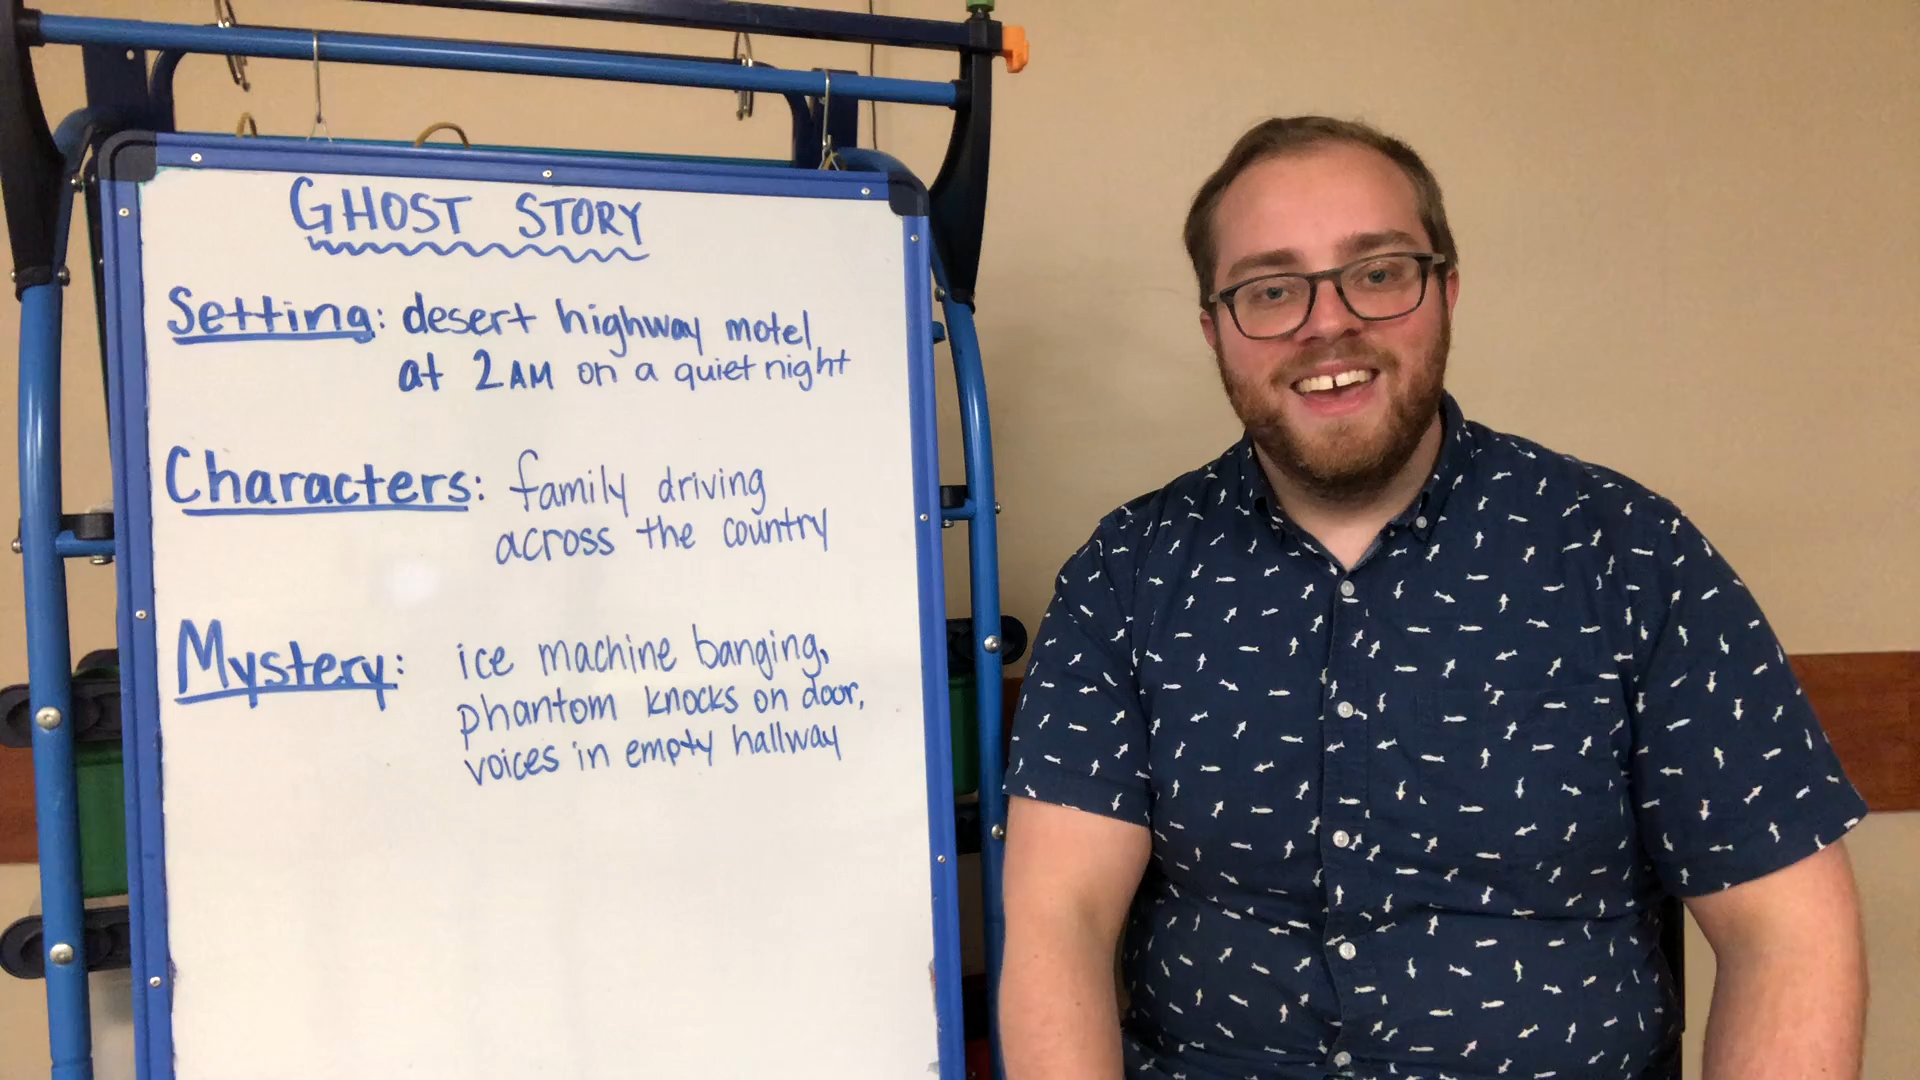 GHOST STORY
Setting: desert highway motel
at 2AM on a quiet night
Characters: family driving
across the country
Mystery: ice machine banging,
phantom knocks on door,
voices in empty hallway